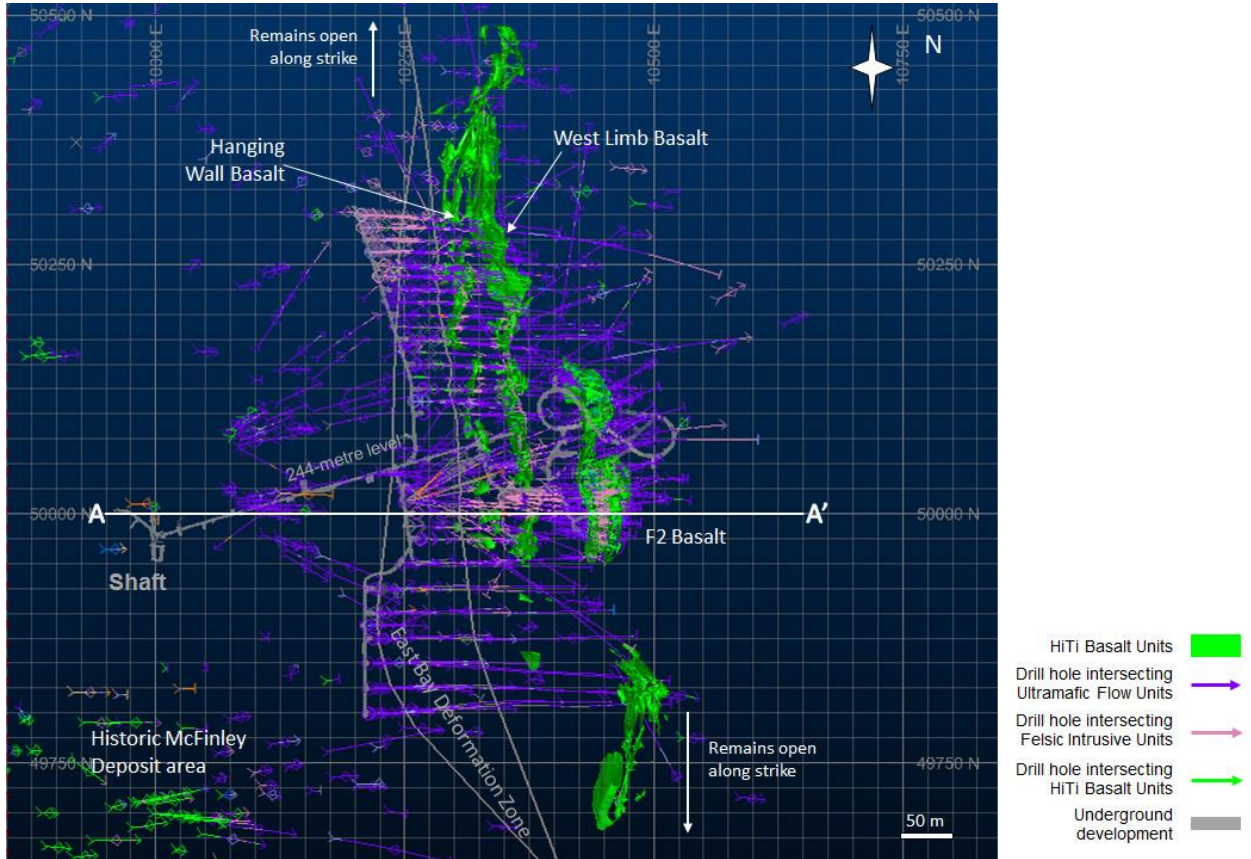 50500 N
50500 N
10000 E
10250 E
10500 E
10750 E
N
Remains open
along strike
Hanging
Wall Basalt
West Limb Basalt
50250 N
50250 N
244-metre level
A
50000 N
A'
50000 N
F2 Basalt
Shaft
East Bay Deformation Zone
Historic McFinley
Deposit area
Remains open
along strike
49750 N
49750 N
50 m
HiTi Basalt Units
Drill hole intersecting
Ultramafic Flow Units
Drill hole intersecting
Felsic Intrusive Units
Drill hole intersecting
HiTi Basalt Units
Underground
development